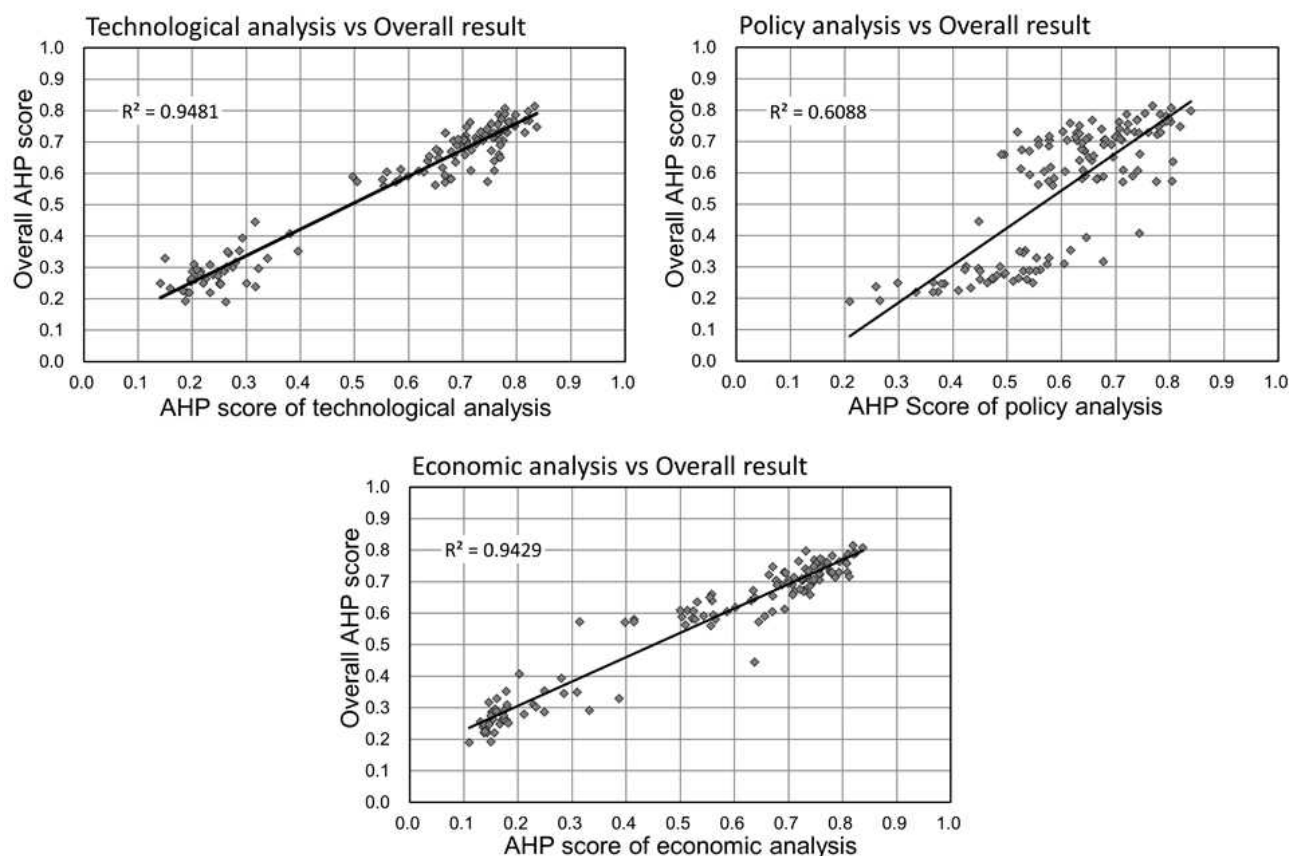 Technological analysis vs Overall result
1.0
0.9
0.8
0.7
0.6
0.5
0.4
0.3
0.2
0.1
0.0
Overall AHP score
R² = 0.9481
0.0 0.1 0.2 0.3 0.4 0.5 0.6 0.7 0.8 0.9 1.0
AHP score of technological analysis
Policy analysis vs Overall result
1.0
0.9
0.8
0.7
0.6
0.5
0.4
0.3
0.2
0.1
0.0
Overall AHP score
R² = 0.6088
0.0 0.1 0.2 0.3 0.4 0.5 0.6 0.7 0.8 0.9 1.0
AHP Score of policy analysis
Economic analysis vs Overall result
1.0
0.9
0.8
0.7
0.6
0.5
0.4
0.3
0.2
0.1
0.0
Overall AHP score
R² = 0.9429
0.0 0.1 0.2 0.3 0.4 0.5 0.6 0.7 0.8 0.9 1.0
AHP score of economic analysis